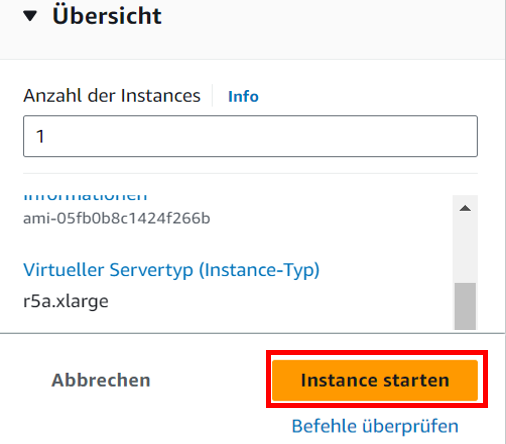 Übersicht
Anzahl der Instances Info
1
Informationen
ami-05fb0b8c1424f266b
Virtueller Servertyp (Instance-Typ)
r5a.xlarge
Abbrechen Instance starten
Befehle überprüfen